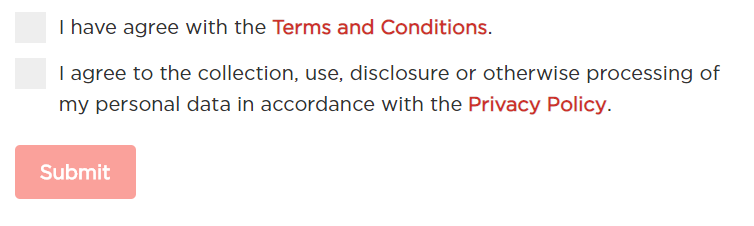 I have agree with the Terms and Conditions.
I agree to the collection, use, disclosure or otherwise processing of
my personal data in accordance with the Privacy Policy.
Submit